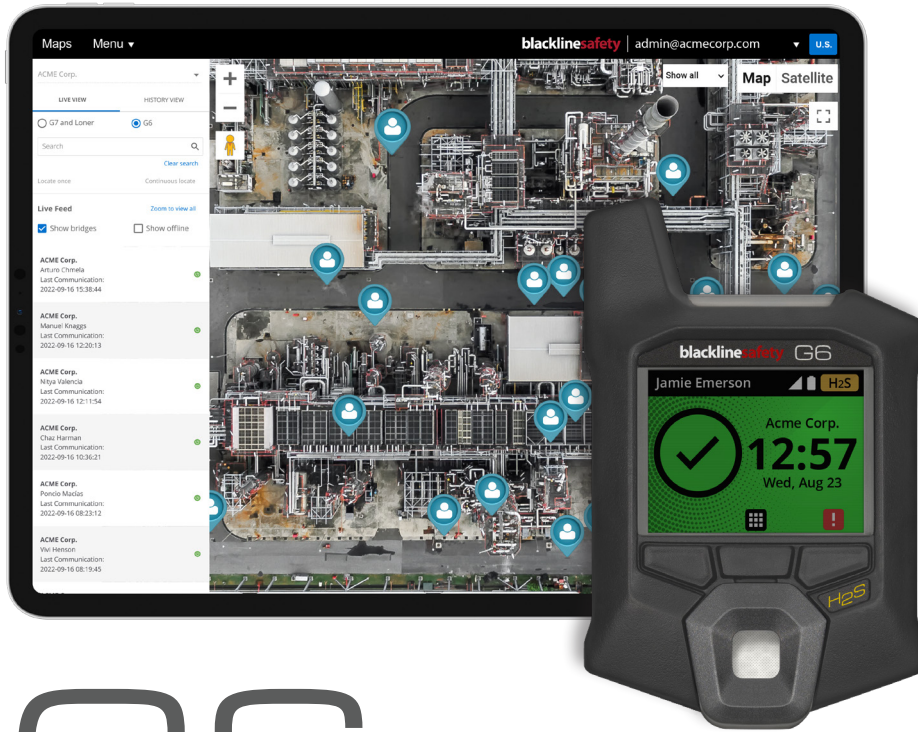 Maps Menu
blacklinesafety admin@acmecorp.com U.S.
ACME Corp.
LIVE VIEW HISTORY VIEW
G7 and Loner G6
Search
Clear search
Locate once Continuous locate
Live Feed Zoom to view all
Show bridges Show offline
ACME Corp.
Arturo Chmela
Last Communication:
2022-09-16 15:38:44
ACME Corp.
Manuel Knaggs
Last Communication:
2022-09-16 12:20:13
ACME Corp.
Nitya Valencia
Last Communication:
2022-09-16 12:11:54
ACME Corp.
Chaz Harman
Last Communication:
2022-09-16 10:36:21
ACME Corp.
Poncio Macías
Last Communication:
2022-09-16 08:23:12
ACME Corp.
Vivi Henson
Last Communication:
2022-09-16 08:19:45
Show all
Map Satellite
blacklinesafety G6
Jamie Emerson H2S
Acme Corp.
12:57
Wed, Aug 23
H2S